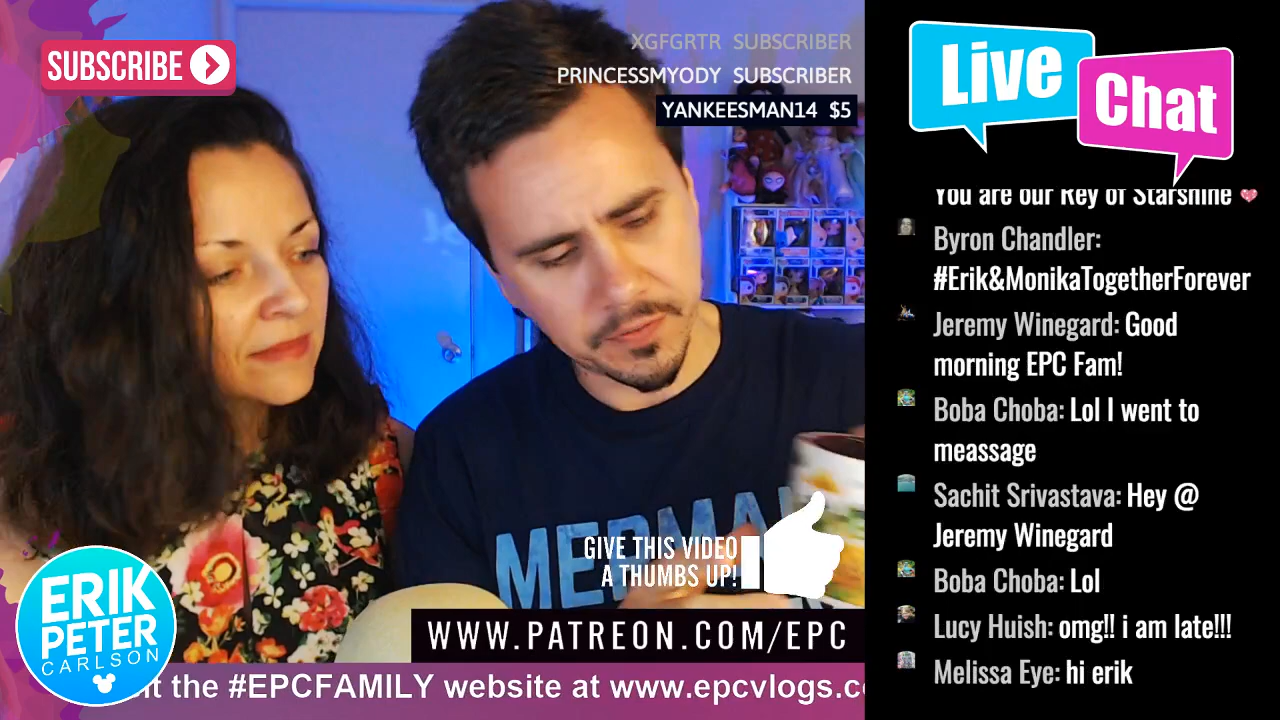 SUBSCRIBE
XGFGRTR SUBSCRIBER
PRINCESSMYODY SUBSCRIBER
YANKEESMAN14 $5
Live
Chat
You are our Rey of Starshine
Byron Chandler:
#Erik&MonikaTogetherForever
Jeremy Winegard: Good
morning EPC Fam!
Boba Choba: Lol I went to
meassage
Sachit Srivastava: Hey @
Jeremy Winegard
Boba Choba: Lol
Lucy Huish: omg!! i am late!!!
Melissa Eye: hi erik
GIVE THIS VIDEO
A THUMBS UP!
ERIK
PETER
CARLSON
WWW.PATREON.COM/EPC
the #EPCFAMILY website at www.epcvlogs.c